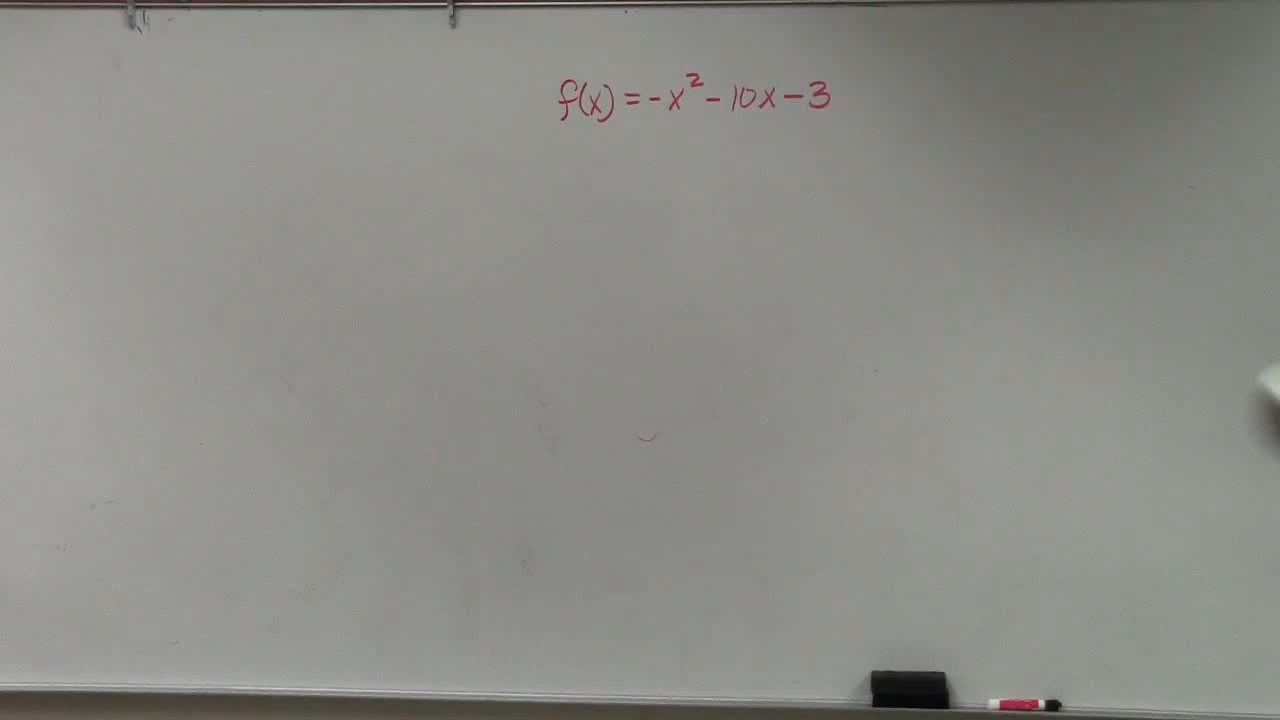 f(x) = -x² - 10x - 3